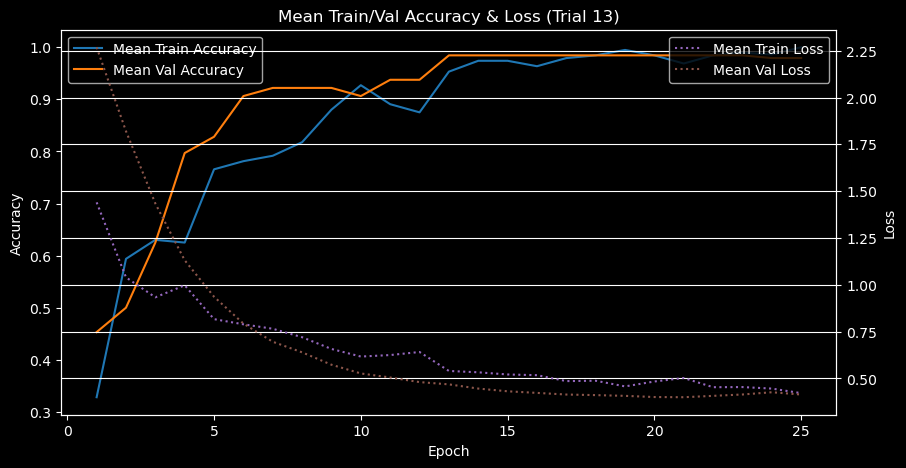 Mean Train/Val Accuracy & Loss (Trial 13)
Mean Train Accuracy
Mean Val Accuracy
Mean Train Loss
Mean Val Loss
1.0
0.9
0.8
0.7
0.6
0.5
0.4
0.3
Accuracy
2.25
2.00
1.75
1.50
1.25
1.00
0.75
0.50
Loss
0
5
10
15
20
25
Epoch